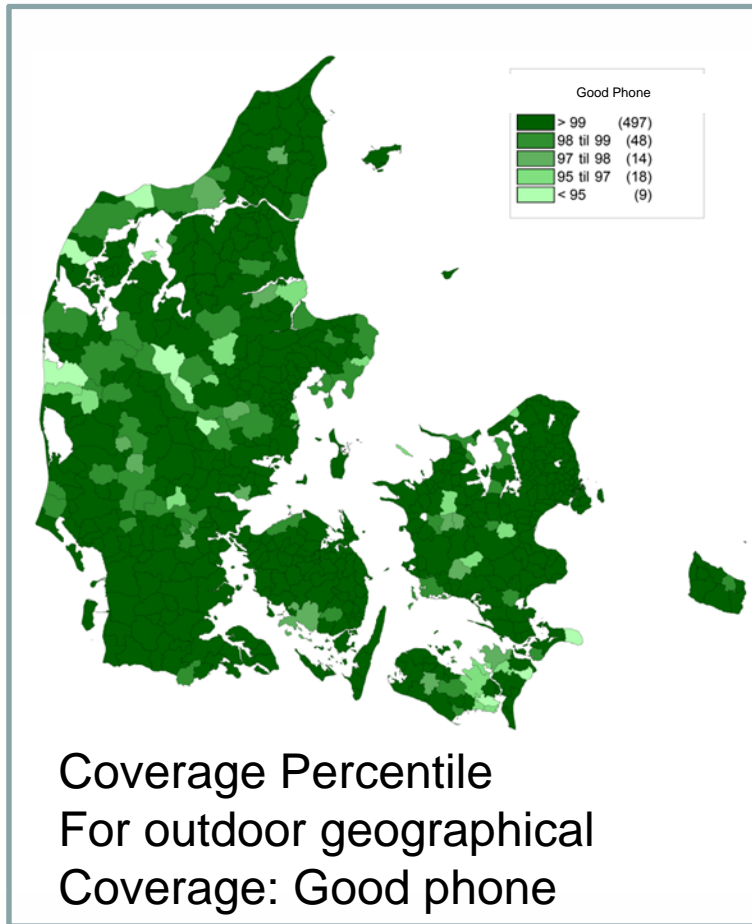 Good Phone
> 99 (497)
98 til 99 (48)
97 til 98 (14)
95 til 97 (18)
< 95 (9)
Coverage Percentile
For outdoor geographical
Coverage: Good phone